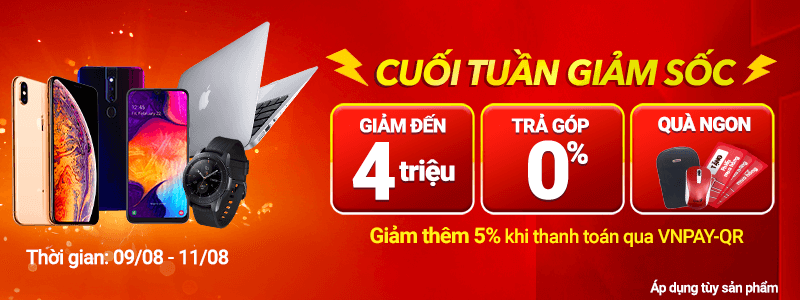 CUỐI TUẦN GIẢM SỐC
GIẢM ĐẾN
4 triệu
TRẢ GÓP
0%
QUÀ NGON
Giảm thêm 5% khi thanh toán qua VNPAY-QR
Thời gian: 09/08 - 11/08
Áp dụng tùy sản phẩm